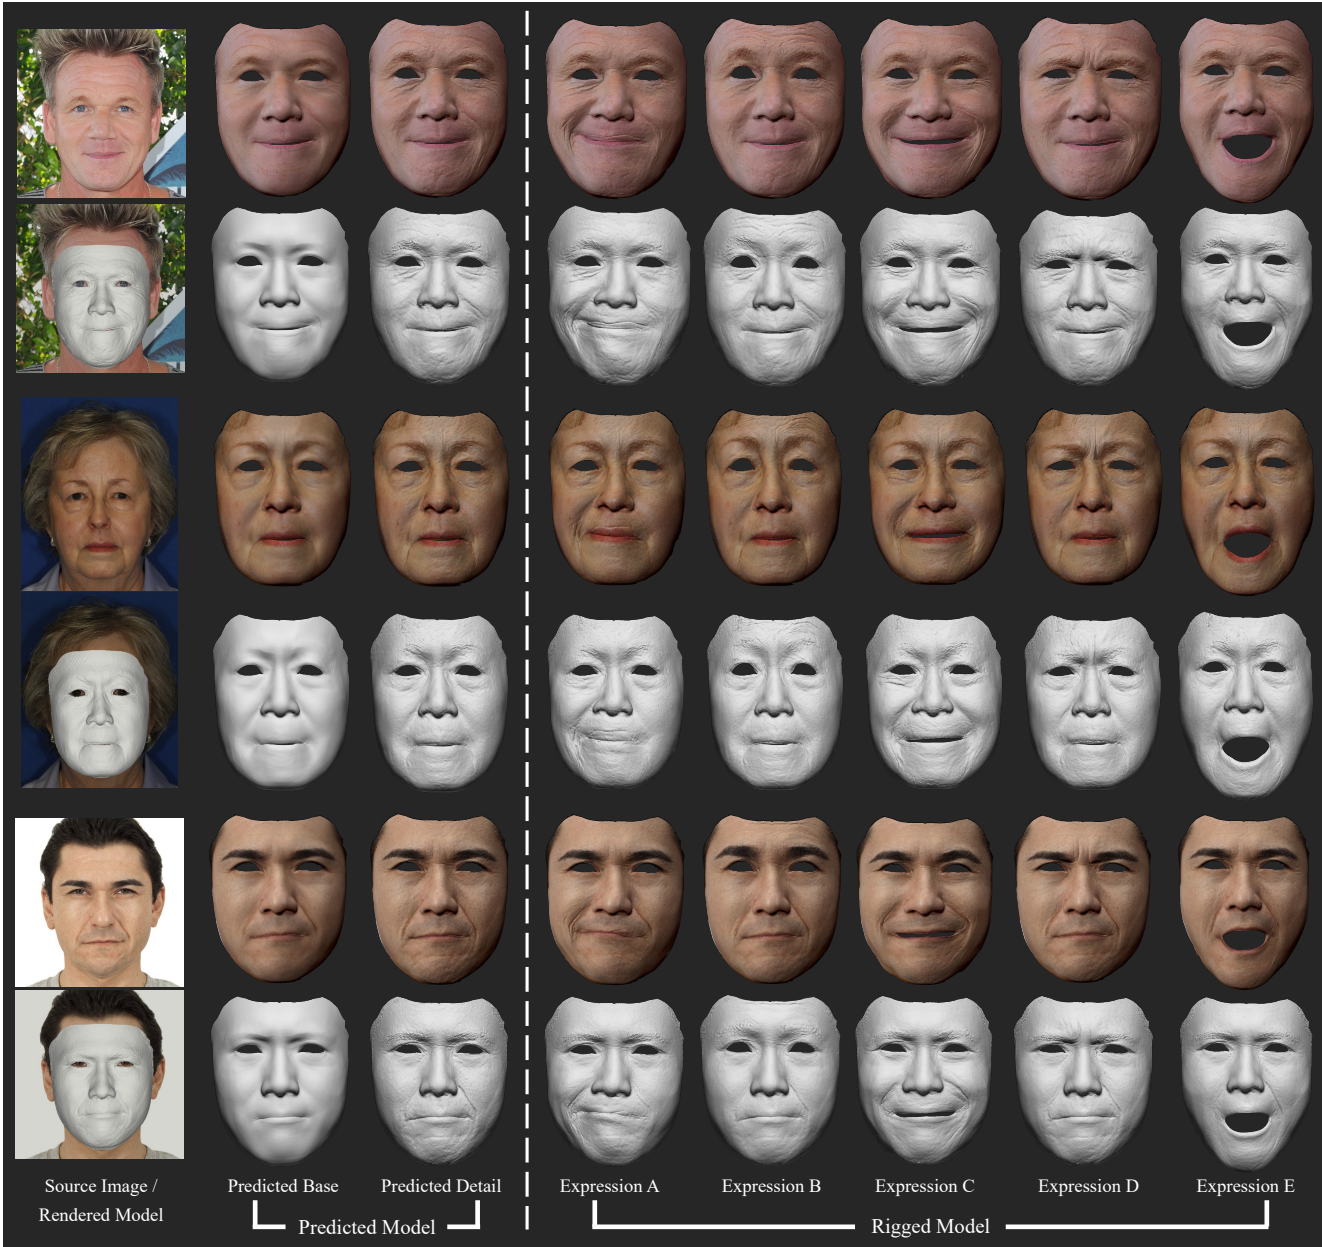 Source Image /
Rendered Model
Predicted Base
Predicted Detail
Expression A
Expression B
Expression C
Expression D
Expression E
Predicted Model
Rigged Model